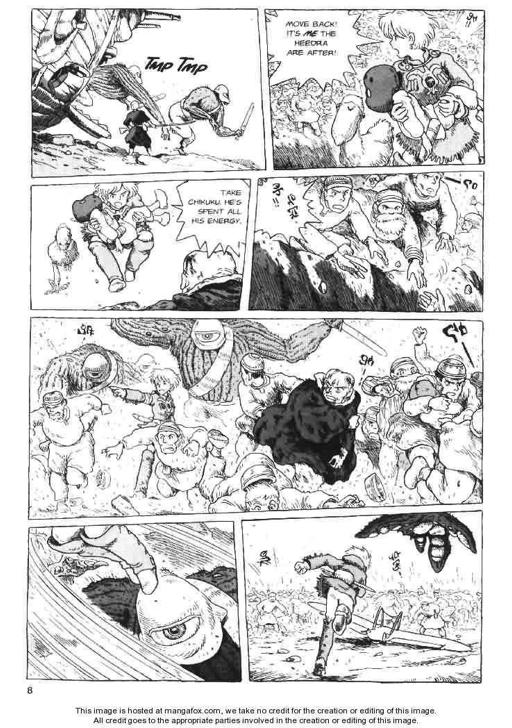 TMP TMP
MOVE BACK!
IT'S ME THE
HEEDRA
ARE AFTER!
TAKE
CHIKUKU. HE'S
SPENT ALL
HIS ENERGY.
8
This image is hosted at mangafox.com, we take no credit for the creation or editing of this image.
All credit goes to the appropriate parties involved in the creation or editing of this image.